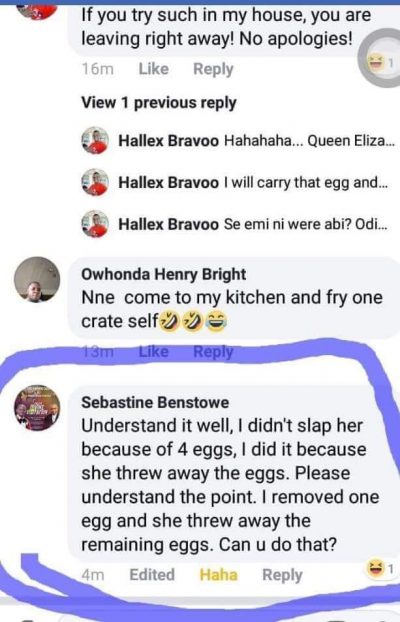 If you try such in my house, you are
leaving right away! No apologies!
16m Like Reply
1
View 1 previous reply
Hallex Bravoo Hahahaha... Queen Eliza...
Hallex Bravoo I will carry that egg and...
Hallex Bravoo Se emi ni were abi? Odi...
Owhonda Henry Bright
Nne come to my kitchen and fry one
crate self🤣🤣😂
13m Like Reply
Sebastine Benstowe
Understand it well, I didn't slap her
because of 4 eggs, I did it because
she threw away the eggs. Please
understand the point. I removed one
egg and she threw away the
remaining eggs. Can u do that?
4m Edited Haha Reply
1